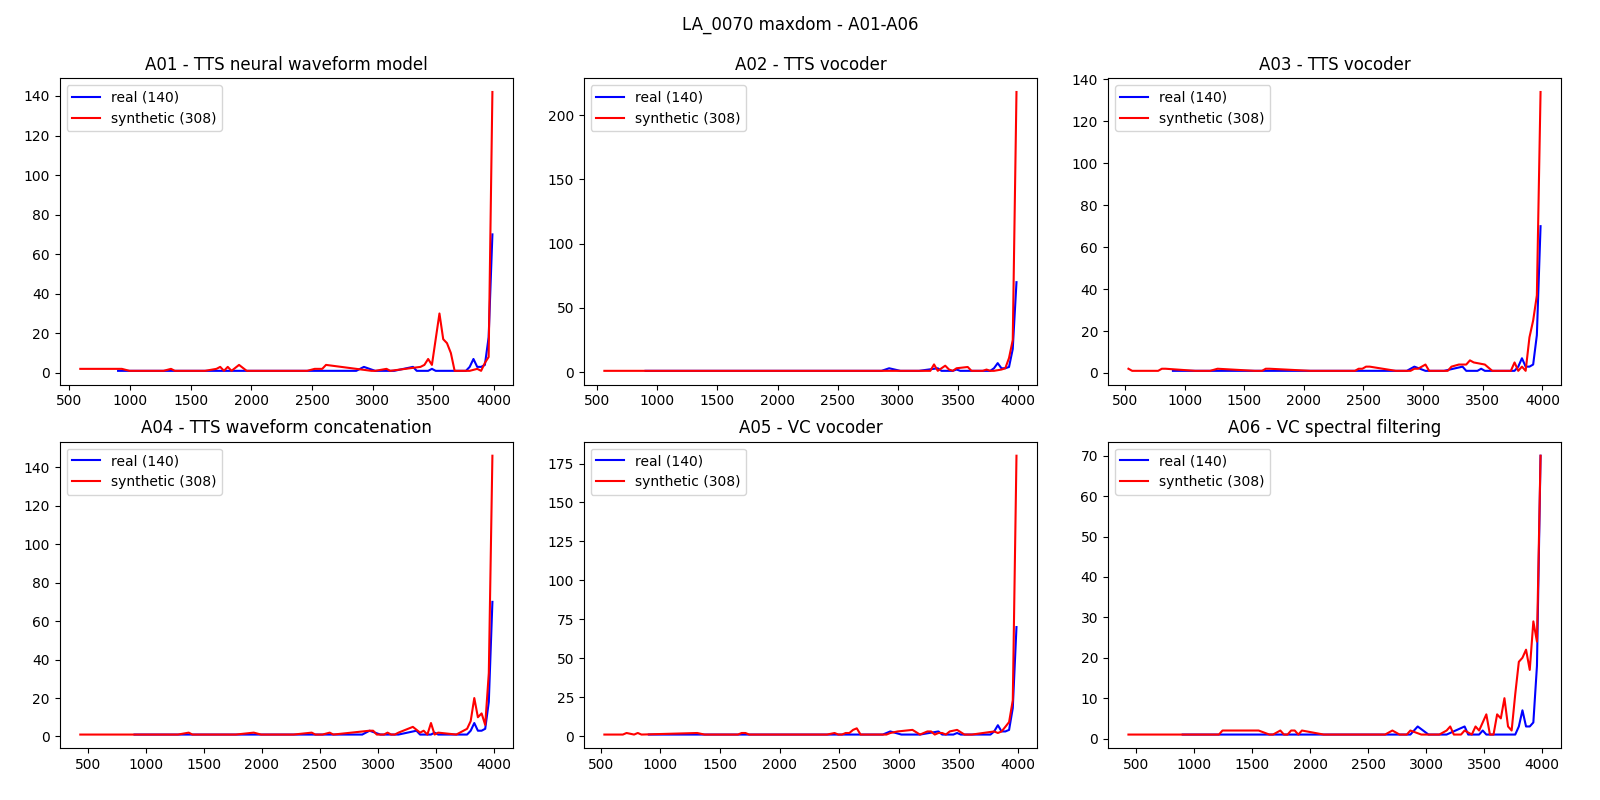 LA_0070 maxdom - A01-A06
A01 - TTS neural waveform model
real (140)
synthetic (308)
140
120
100
80
60
40
20
0
500 1000 1500 2000 2500 3000 3500 4000
A02 - TTS vocoder
real (140)
synthetic (308)
200
150
100
50
0
500 1000 1500 2000 2500 3000 3500 4000
A03 - TTS vocoder
real (140)
synthetic (308)
140
120
100
80
60
40
20
0
500 1000 1500 2000 2500 3000 3500 4000
A04 - TTS waveform concatenation
real (140)
synthetic (308)
140
120
100
80
60
40
20
0
500 1000 1500 2000 2500 3000 3500 4000
A05 - VC vocoder
real (140)
synthetic (308)
175
150
125
100
75
50
25
0
500 1000 1500 2000 2500 3000 3500 4000
A06 - VC spectral filtering
real (140)
synthetic (308)
70
60
50
40
30
20
10
0
500 1000 1500 2000 2500 3000 3500 4000